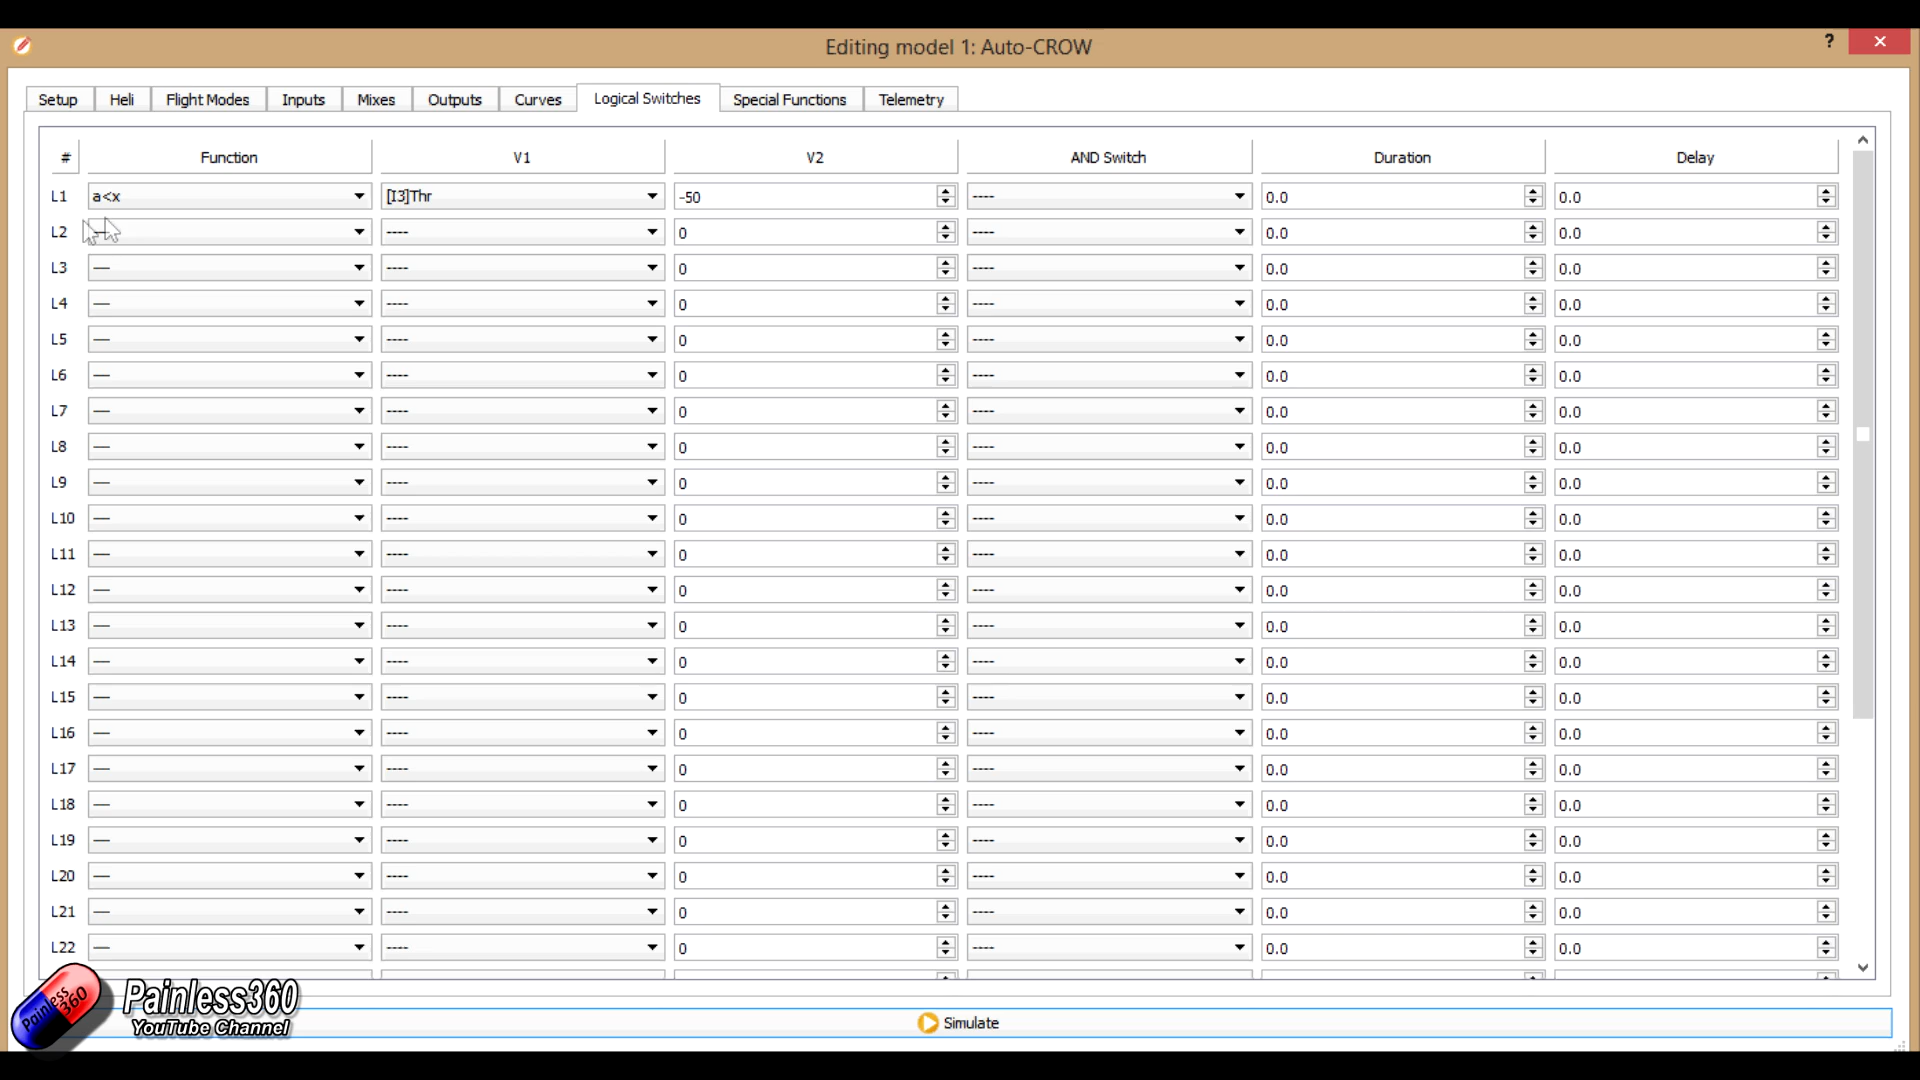 Editing model 1: Auto-CROW
?
Setup Heli Flight Modes Inputs Mixes Outputs Curves Logical Switches Special Functions Telemetry
# Function V1 V2 AND Switch Duration Delay
L1 a<x [I3]Thr -50 ---- 0.0 0.0
L2 ---- 0 ---- 0.0 0.0
L3 — ---- 0 ---- 0.0 0.0
L4 — ---- 0 ---- 0.0 0.0
L5 — ---- 0 ---- 0.0 0.0
L6 — ---- 0 ---- 0.0 0.0
L7 — ---- 0 ---- 0.0 0.0
L8 — ---- 0 ---- 0.0 0.0
L9 — ---- 0 ---- 0.0 0.0
L10 — ---- 0 ---- 0.0 0.0
L11 — ---- 0 ---- 0.0 0.0
L12 — ---- 0 ---- 0.0 0.0
L13 — ---- 0 ---- 0.0 0.0
L14 — ---- 0 ---- 0.0 0.0
L15 — ---- 0 ---- 0.0 0.0
L16 — ---- 0 ---- 0.0 0.0
L17 — ---- 0 ---- 0.0 0.0
L18 — ---- 0 ---- 0.0 0.0
L19 — ---- 0 ---- 0.0 0.0
L20 — ---- 0 ---- 0.0 0.0
L21 — ---- 0 ---- 0.0 0.0
L22 — ---- 0 ---- 0.0 0.0
Painless 360
Painless360
YouTube Channel
Simulate